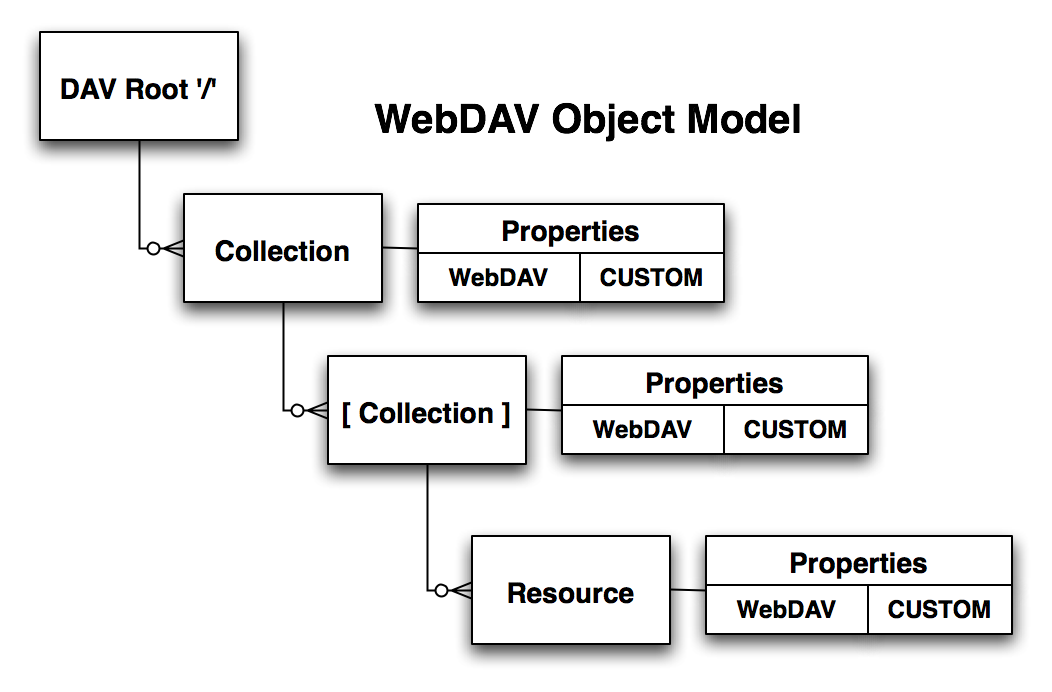 DAV Root '/'
WebDAV Object Model
Collection
Properties
WebDAV CUSTOM
[ Collection ]
Properties
WebDAV CUSTOM
Resource
Properties
WebDAV CUSTOM